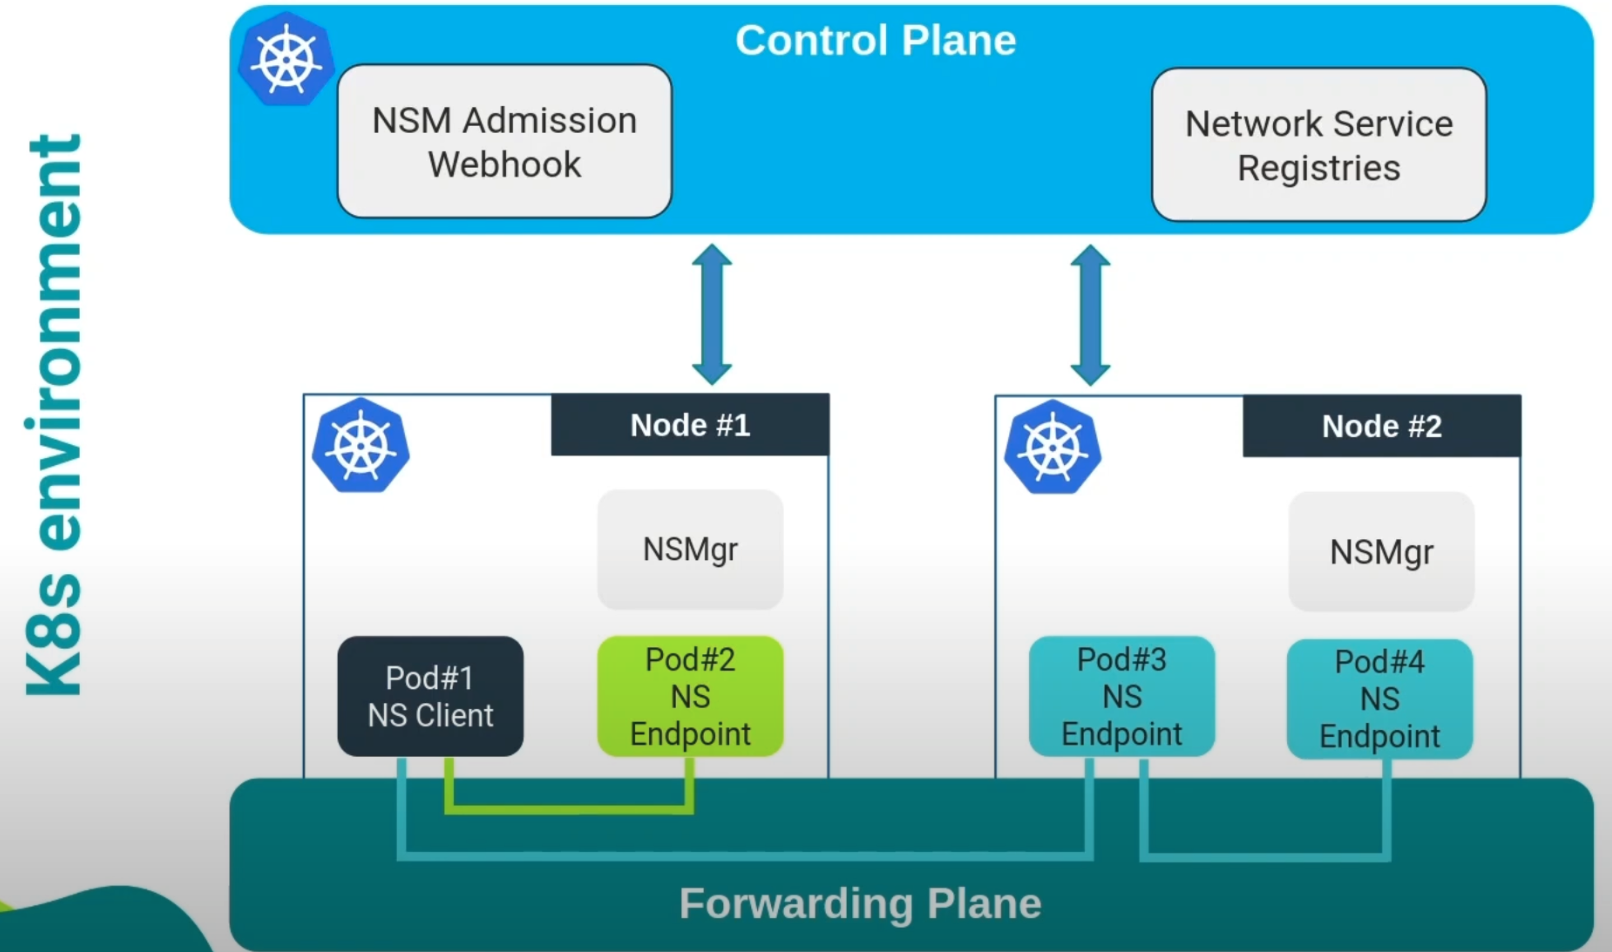 K8s environment
Control Plane
NSM Admission
Webhook
Network Service
Registries
Node #1
NSMgr
Pod#1
NS Client
Pod#2
NS
Endpoint
Node #2
NSMgr
Pod#3
NS
Endpoint
Pod#4
NS
Endpoint
Forwarding Plane